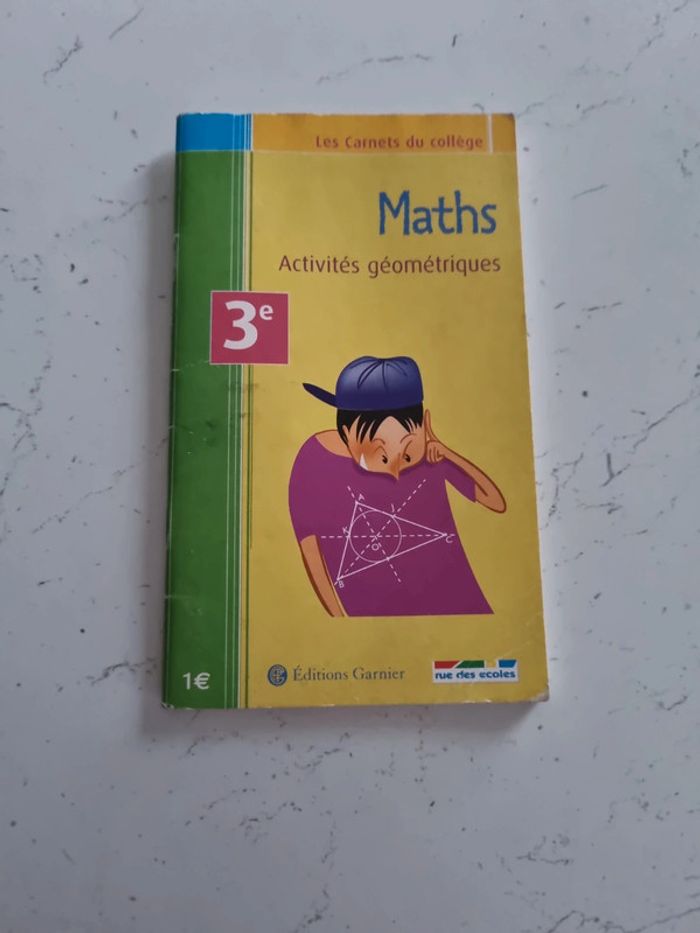 Les Carnets du collège
Maths
Activités géométriques
3e
A
J
K
O
C
B
1€
Éditions Garnier
rue des écoles